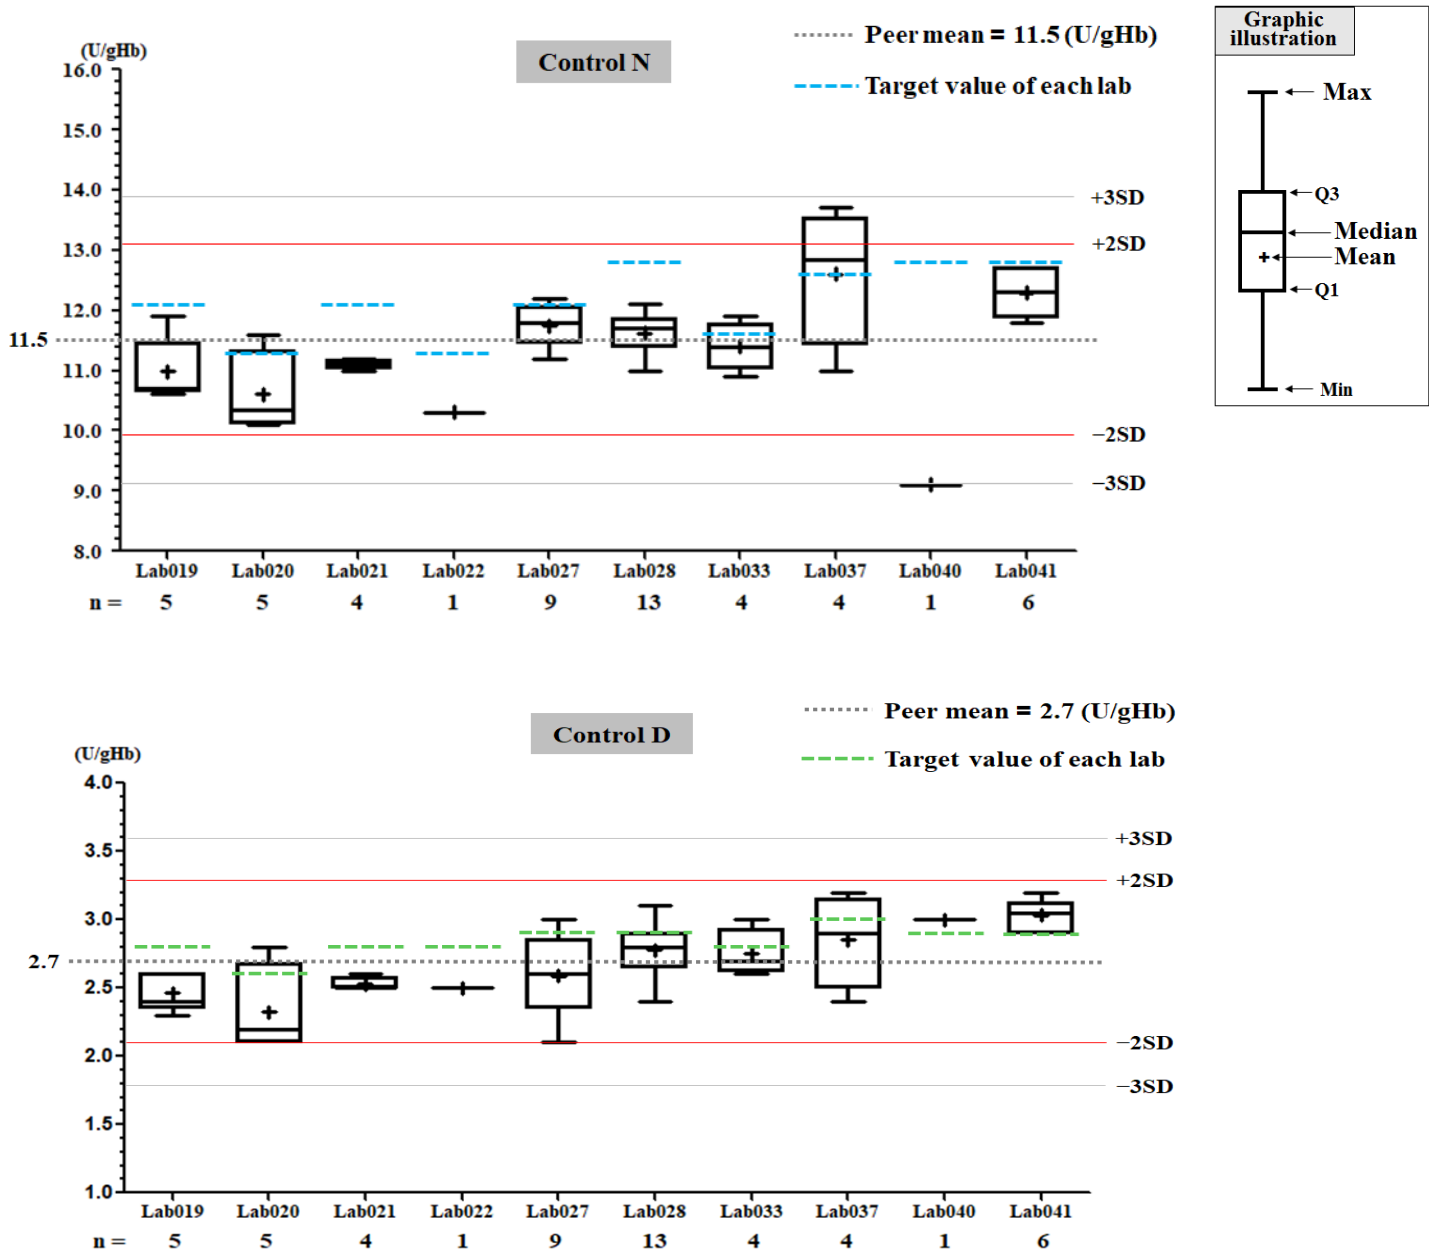 (U/gHb)
Control N
Peer mean = 11.5 (U/gHb)
Target value of each lab
16.0
15.0
14.0
13.0
12.0
11.5
11.0
10.0
9.0
8.0
+3SD
+2SD
−2SD
−3SD
Lab019 Lab020 Lab021 Lab022 Lab027 Lab028 Lab033 Lab037 Lab040 Lab041
n = 5 5 4 1 9 13 4 4 1 6
Graphic
illustration
Max
Q3
Median
Mean
Q1
Min
(U/gHb)
Control D
Peer mean = 2.7 (U/gHb)
Target value of each lab
4.0
3.5
3.0
2.7
2.5
2.0
1.5
1.0
+3SD
+2SD
−2SD
−3SD
Lab019 Lab020 Lab021 Lab022 Lab027 Lab028 Lab033 Lab037 Lab040 Lab041
n = 5 5 4 1 9 13 4 4 1 6